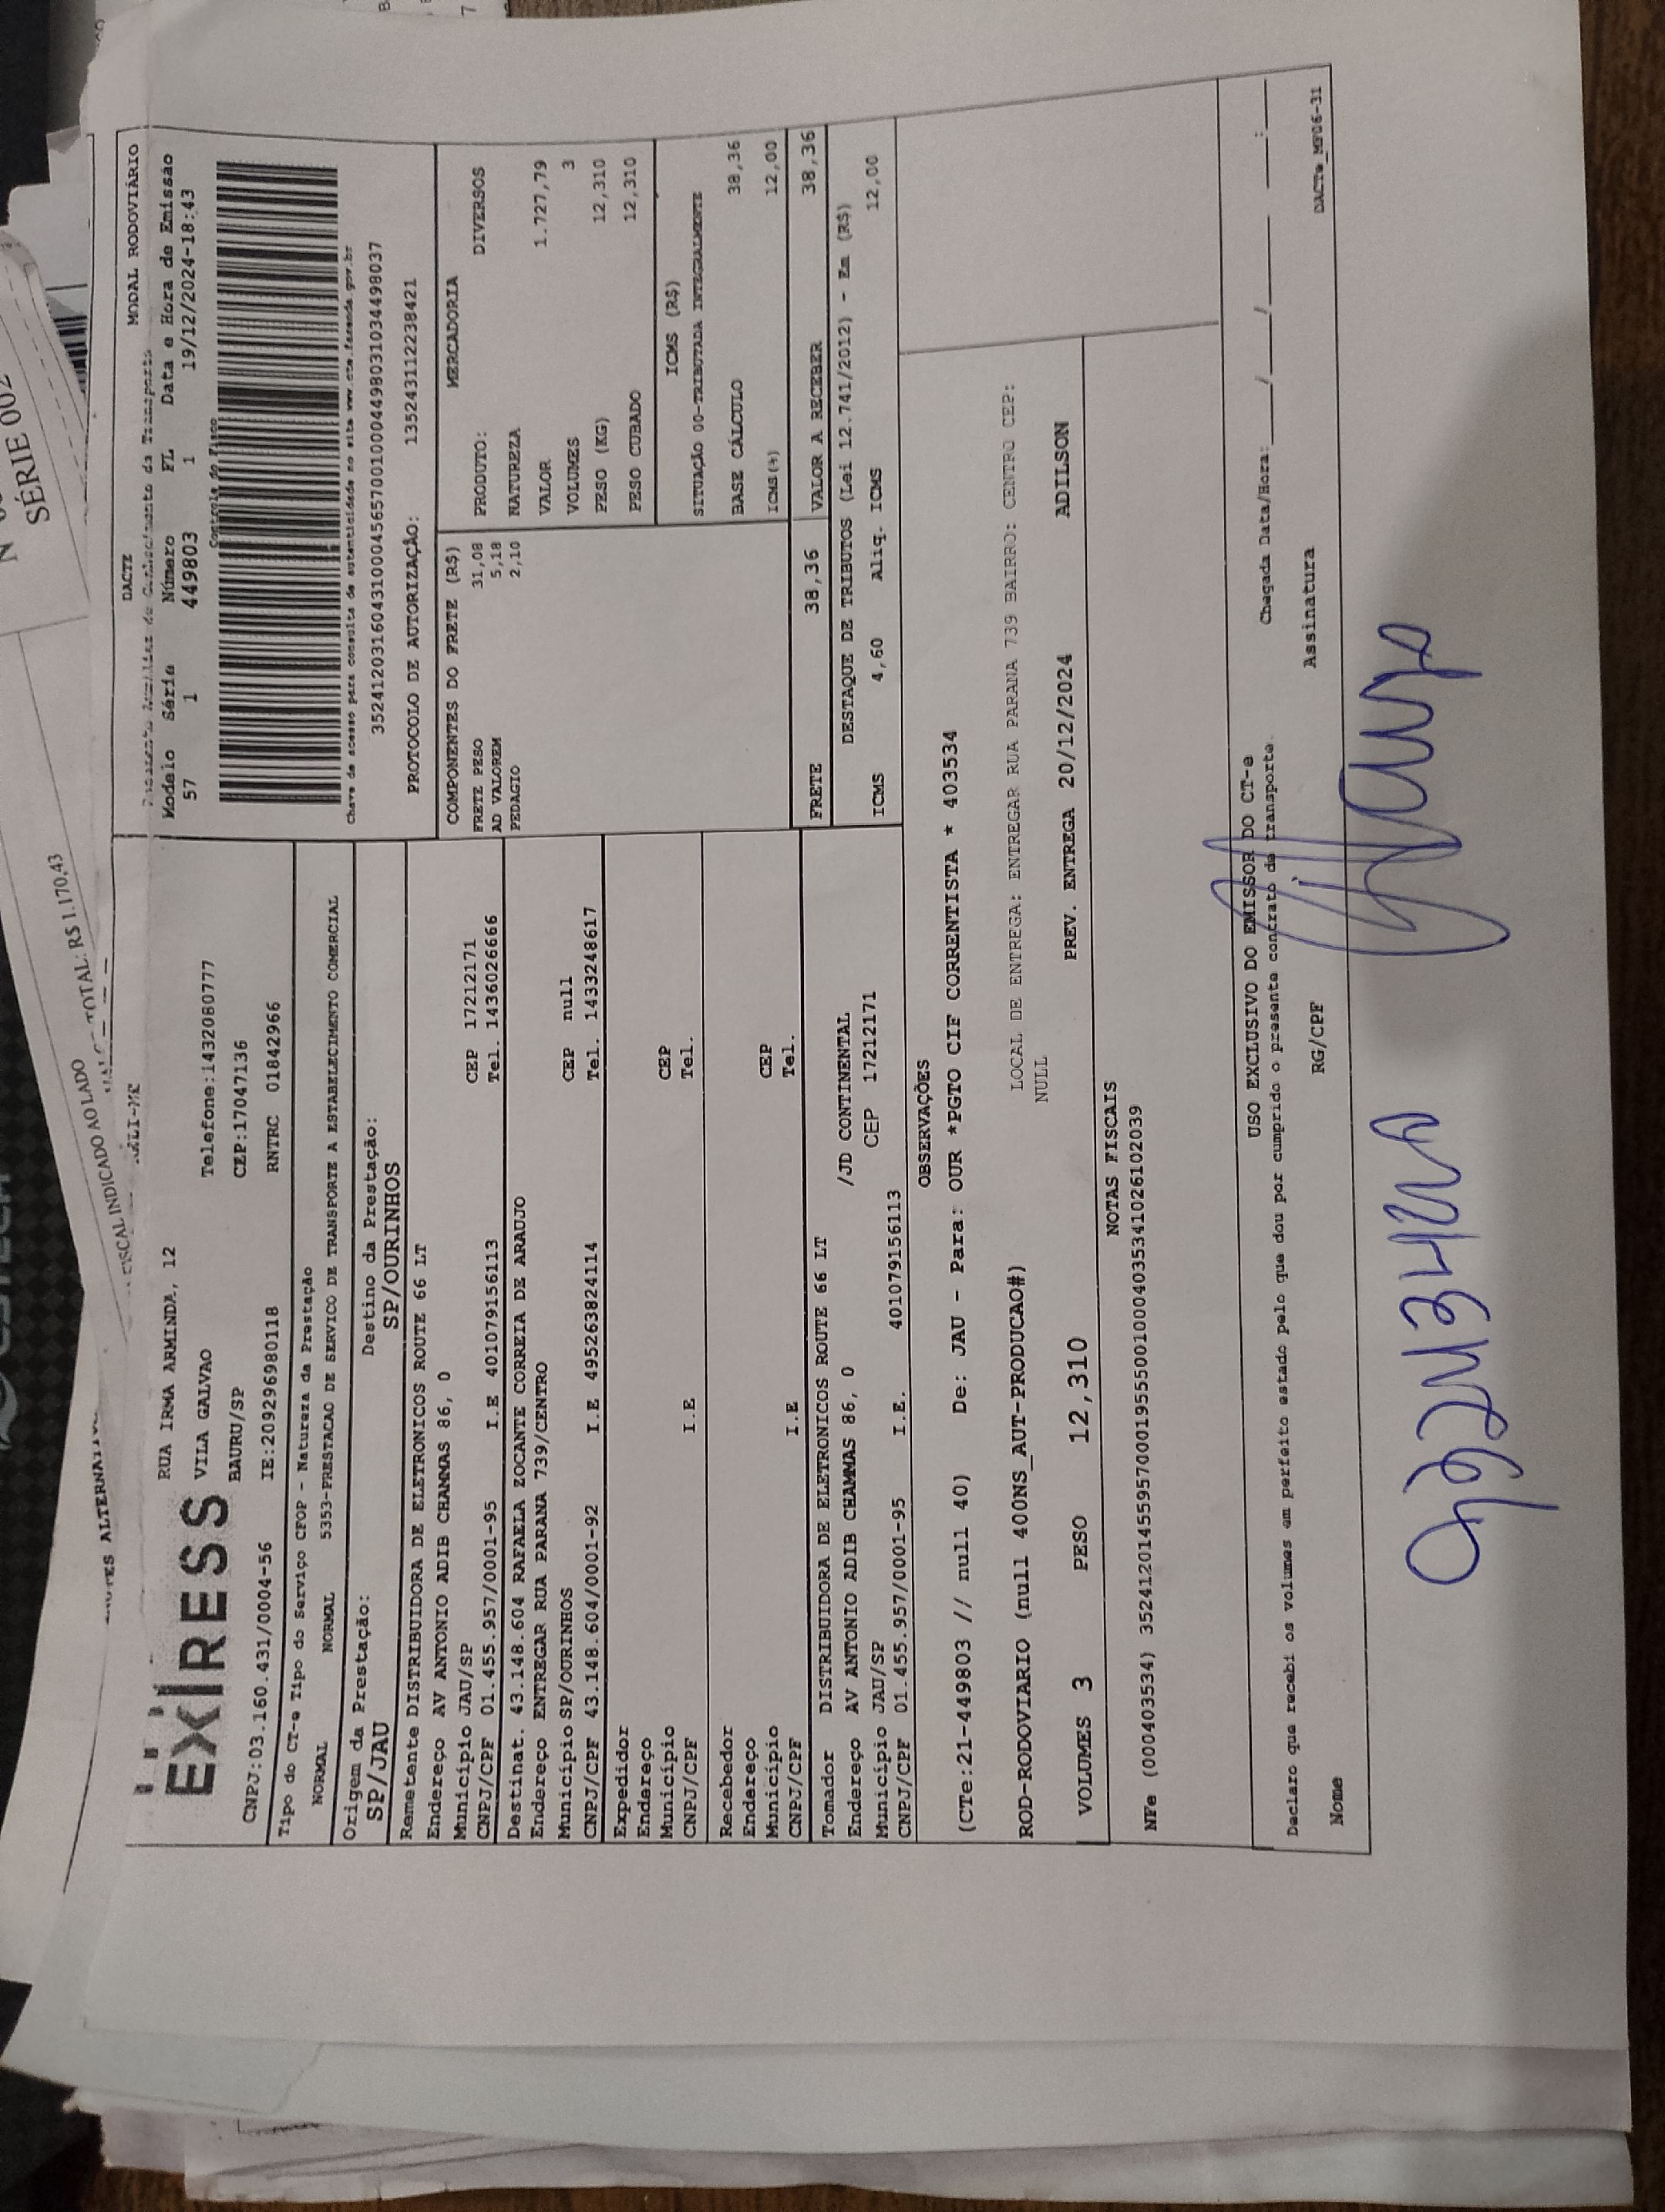 SÉRIE 002
FISCAL INDICADO AO LADO
TOTAL: R$ 1.170,43
EXPRESS
RUA IRMA ARMINDA, 12
VILA GALVAO
Telefone:1432080777
BAURU/SP
CEP:17047136
CNPJ:03.160.431/0004-56
IE:209296980118
RNTRC 01842966
DACTE
MODAL RODOVIÁRIO
Modelo Série Número FL Data e Hora de Emissão
57 1 449803 1 19/12/2024-18:43
Controle do Fisco
Chave de acesso para consulta de autenticidade no site www.cte.fazenda.gov.br
35241203160431000456570010004498031034498037
PROTOCOLO DE AUTORIZAÇÃO: 135243112238421
Tipo do CT-e Tipo do Serviço CFOP - Natureza da Prestação
NORMAL NORMAL 5353-PRESTACAO DE SERVICO DE TRANSPORTE A ESTABELECIMENTO COMERCIAL
Origem da Prestação: Destino da Prestação:
SP/JAU SP/OURINHOS
Remetente DISTRIBUIDORA DE ELETRONICOS ROUTE 66 LT
Endereço AV ANTONIO ADIB CHAMMAS 86, 0
Município JAU/SP CEP 17212171
CNPJ/CPF 01.455.957/0001-95 I.E 401079156113 Tel. 1436026666
Destinat. 43.148.604 RAFAELA ZOCANTE CORREIA DE ARAUJO
Endereço ENTREGAR RUA PARANA 739/CENTRO
Município SP/OURINHOS CEP null
CNPJ/CPF 43.148.604/0001-92 I.E 495263824114 Tel. 1433248617
Expedidor
Endereço
Município CEP
CNPJ/CPF I.E Tel.
Recebedor
Endereço
Município CEP
CNPJ/CPF I.E Tel.
Tomador DISTRIBUIDORA DE ELETRONICOS ROUTE 66 LT
Endereço AV ANTONIO ADIB CHAMMAS 86, 0 /JD CONTINENTAL
Município JAU/SP CEP 17212171
CNPJ/CPF 01.455.957/0001-95 I.E. 401079156113
COMPONENTES DO FRETE (R$)
FRETE PESO 31,08
AD VALOREM 5,18
PEDAGIO 2,10
MERCADORIA
PRODUTO: DIVERSOS
NATUREZA
VALOR 1.727,79
VOLUMES 3
PESO (KG) 12,310
PESO CUBADO 12,310
ICMS (R$)
SITUAÇÃO 00-TRIBUTADA INTEGRALMENTE
BASE CÁLCULO 38,36
ICMS(%) 12,00
FRETE 38,36 VALOR A RECEBER 38,36
DESTAQUE DE TRIBUTOS (Lei 12.741/2012) - Em (R$)
ICMS 4,60 Aliq. ICMS 12,00
OBSERVAÇÕES
(CTe:21-449803 // null 40) De: JAU - Para: OUR *PGTO CIF CORRENTISTA * 403534
ROD-RODOVIARIO (null 400NS_AUT-PRODUCAO#) LOCAL DE ENTREGA: ENTREGAR RUA PARANA 739 BAIRRO: CENTRO CEP:
NULL
VOLUMES 3 PESO 12,310 PREV. ENTREGA 20/12/2024 ADILSON
NOTAS FISCAIS
NFe (000403534) 35241201455957000195550010004035341026102039
USO EXCLUSIVO DO EMISSOR DO CT-e
Declaro que recebi os volumes em perfeito estado pelo que dou por cumprido o presente contrato de transporte. Chegada Data/Hora:____/____/____ ___:___
Nome RG/CPF Assinatura
DACTe_MP06-31